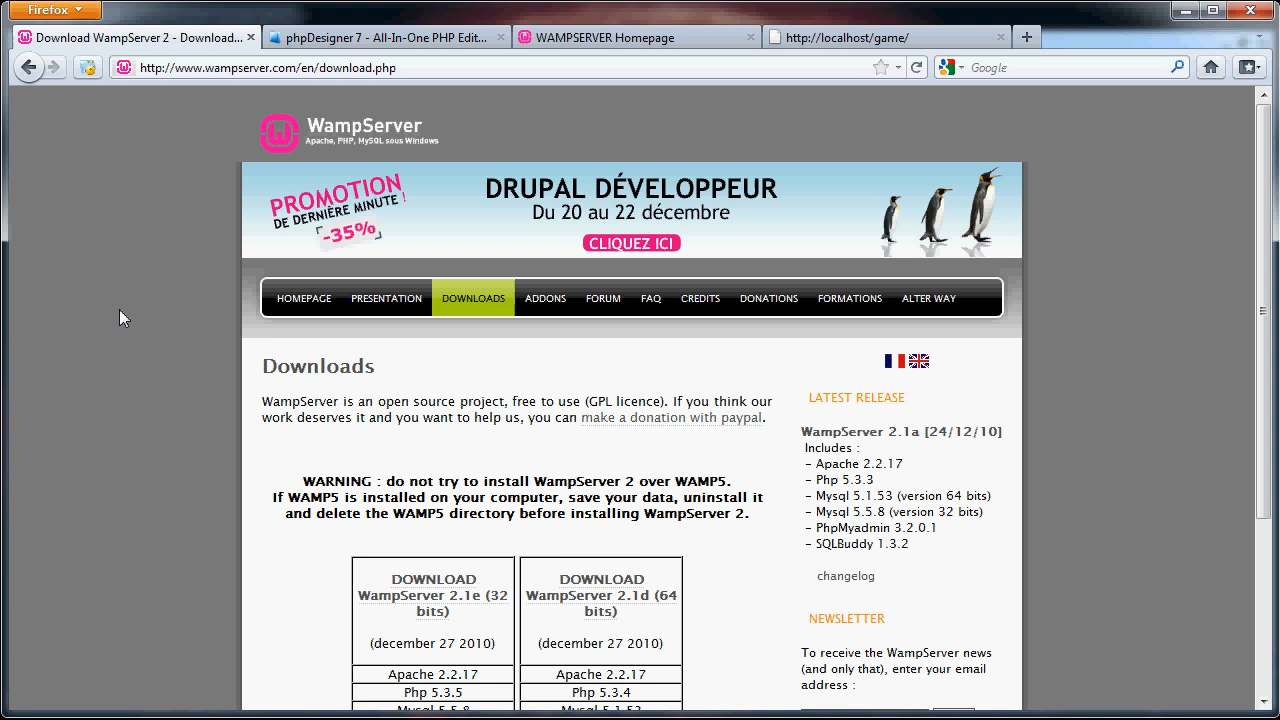 Firefox
Download WampServer 2 - Download...
phpDesigner 7 - All-In-One PHP Edit...
WAMPSERVER Homepage
http://localhost/game/
http://www.wampserver.com/en/download.php
Google
WampServer
Apache, PHP, MySQL sous Windows
PROMOTION
DE DERNIÈRE MINUTE !
-35%
DRUPAL DÉVELOPPEUR
Du 20 au 22 décembre
CLIQUEZ ICI
HOMEPAGE PRESENTATION DOWNLOADS ADDONS FORUM FAQ CREDITS DONATIONS FORMATIONS ALTER WAY
Downloads
WampServer is an open source project, free to use (GPL licence). If you think our
work deserves it and you want to help us, you can make a donation with paypal.
WARNING : do not try to install WampServer 2 over WAMP5.
If WAMP5 is installed on your computer, save your data, uninstall it
and delete the WAMP5 directory before installing WampServer 2.
DOWNLOAD
WampServer 2.1e (32
bits)
(december 27 2010)
Apache 2.2.17
Php 5.3.5
Mysql 5.5.8
DOWNLOAD
WampServer 2.1d (64
bits)
(december 27 2010)
Apache 2.2.17
Php 5.3.4
Mysql 5.1.53
LATEST RELEASE
WampServer 2.1a [24/12/10]
Includes :
- Apache 2.2.17
- Php 5.3.3
- Mysql 5.1.53 (version 64 bits)
- Mysql 5.5.8 (version 32 bits)
- PhpMyadmin 3.2.0.1
- SQLBuddy 1.3.2
changelog
NEWSLETTER
To receive the WampServer news
(and only that), enter your email
address :